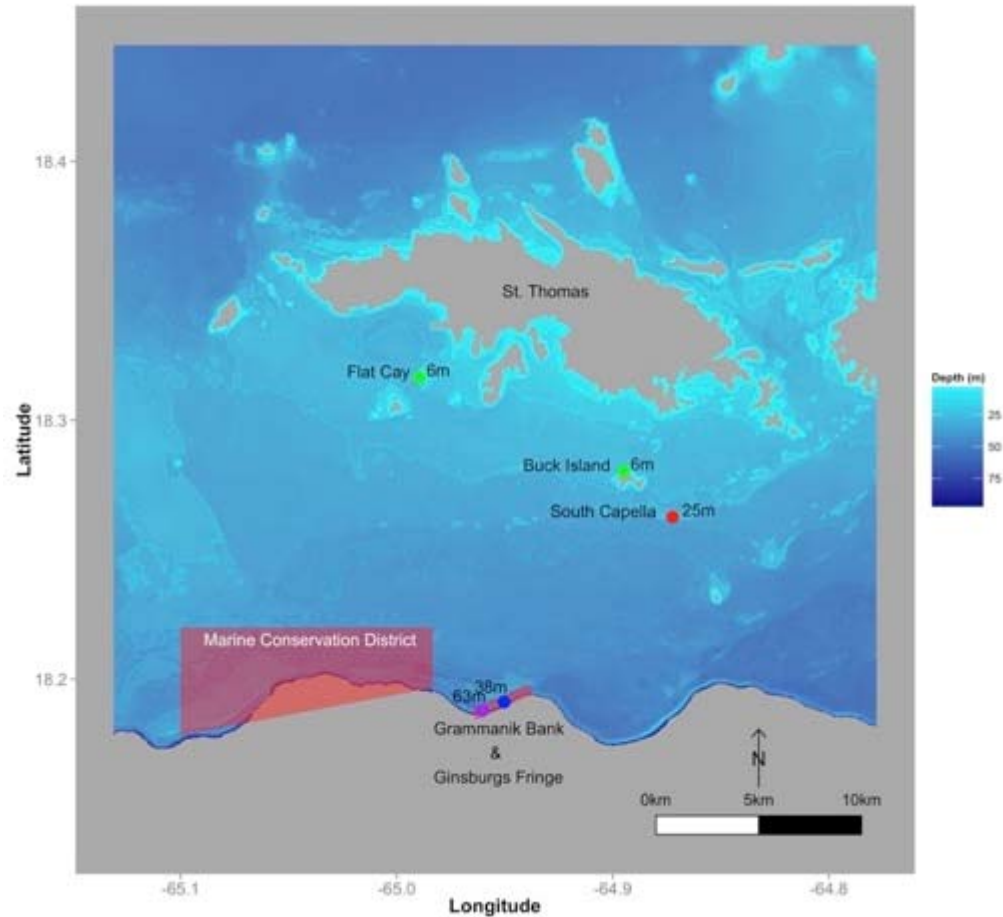 18.4
St. Thomas
Flat Cay 6m
Depth (m)
25
50
75
18.3
Latitude
Buck Island 6m
South Capella 25m
Marine Conservation District
18.2
38m
63m
Grammanik Bank
&
Ginsburgs Fringe
N
0km 5km 10km
-65.1 -65.0 -64.9 -64.8
Longitude